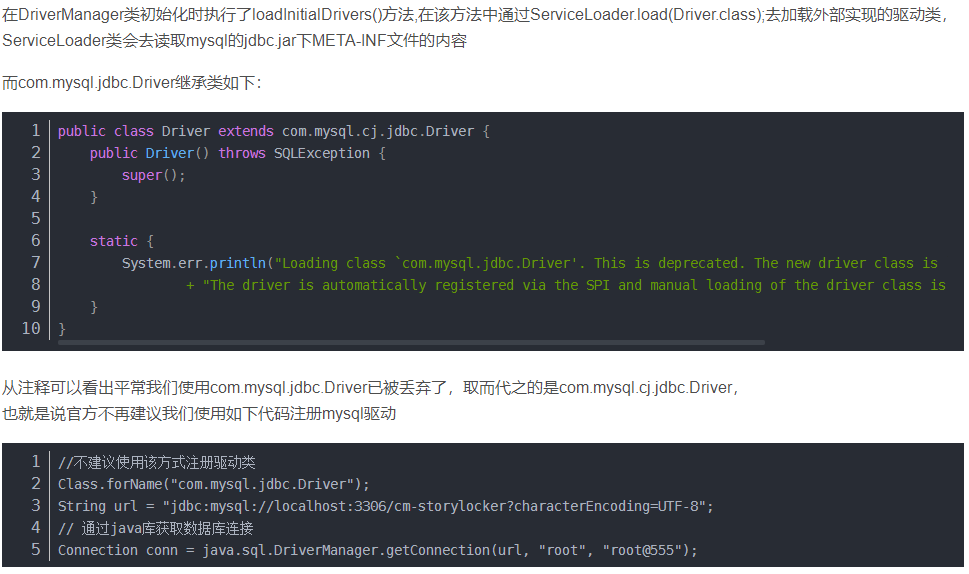 在DriverManager类初始化时执行了loadInitialDrivers()方法,在该方法中通过ServiceLoader.load(Driver.class);去加载外部实现的驱动类，
ServiceLoader类会去读取mysql的jdbc.jar下META-INF文件的内容
而com.mysql.jdbc.Driver继承类如下：
1 public class Driver extends com.mysql.cj.jdbc.Driver {
2     public Driver() throws SQLException {
3         super();
4     }
5
6     static {
7         System.err.println("Loading class `com.mysql.jdbc.Driver'. This is deprecated. The new driver class is
8                 + "The driver is automatically registered via the SPI and manual loading of the driver class is
9     }
10 }
从注释可以看出平常我们使用com.mysql.jdbc.Driver已被丢弃了，取而代之的是com.mysql.cj.jdbc.Driver，
也就是说官方不再建议我们使用如下代码注册mysql驱动
1 //不建议使用该方式注册驱动类
2 Class.forName("com.mysql.jdbc.Driver");
3 String url = "jdbc:mysql://localhost:3306/cm-storylocker?characterEncoding=UTF-8";
4 // 通过java库获取数据库连接
5 Connection conn = java.sql.DriverManager.getConnection(url, "root", "root@555");